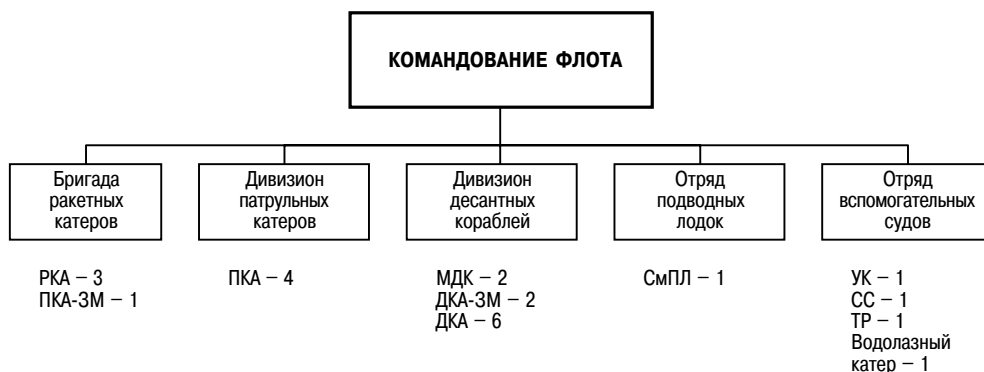 КОМАНДОВАНИЕ ФЛОТА
Бригада
ракетных
катеров
Дивизион
патрульных
катеров
Дивизион
десантных
кораблей
Отряд
подводных
лодок
Отряд
вспомогательных
судов
РКА – 3
ПКА-ЗМ – 1
ПКА – 4
МДК – 2
ДКА-ЗМ – 2
ДКА – 6
СмПЛ – 1
УК – 1
СС – 1
ТР – 1
Водолазный
катер – 1